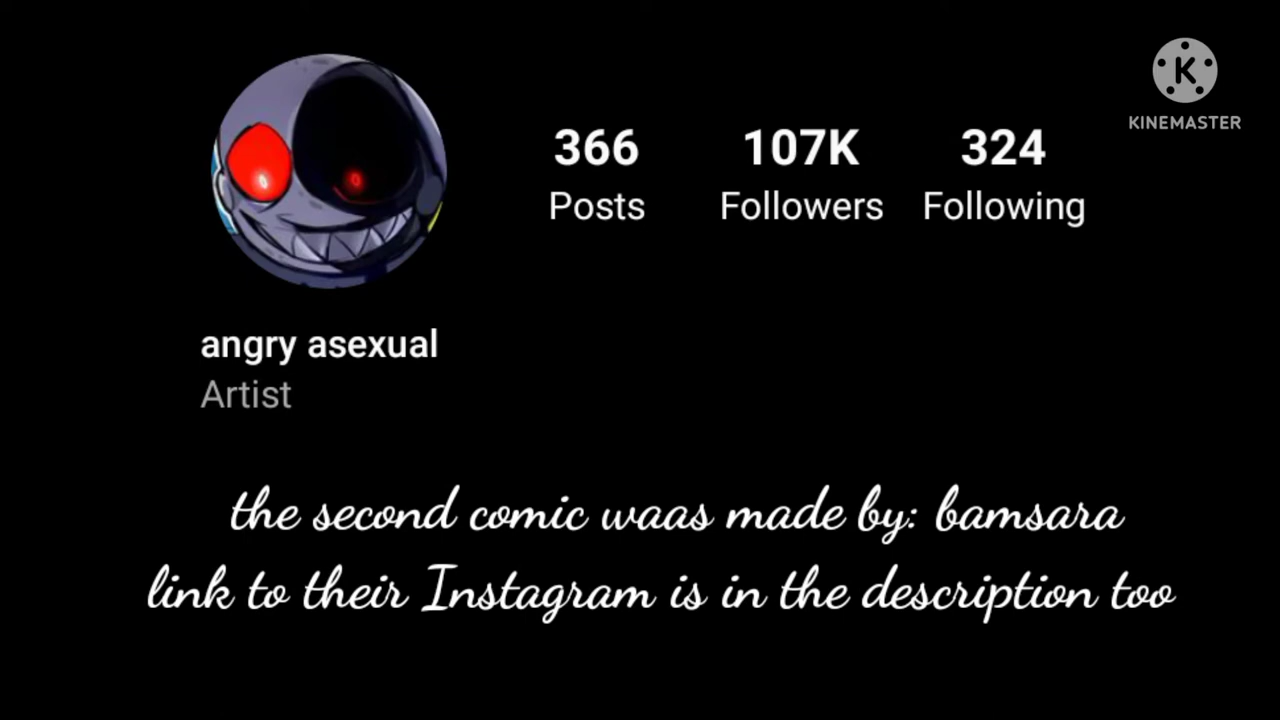 K
KINEMASTER
366 107K 324
Posts Followers Following
angry asexual
Artist
the second comic waas made by: bamsara
link to their Instagram is in the description too